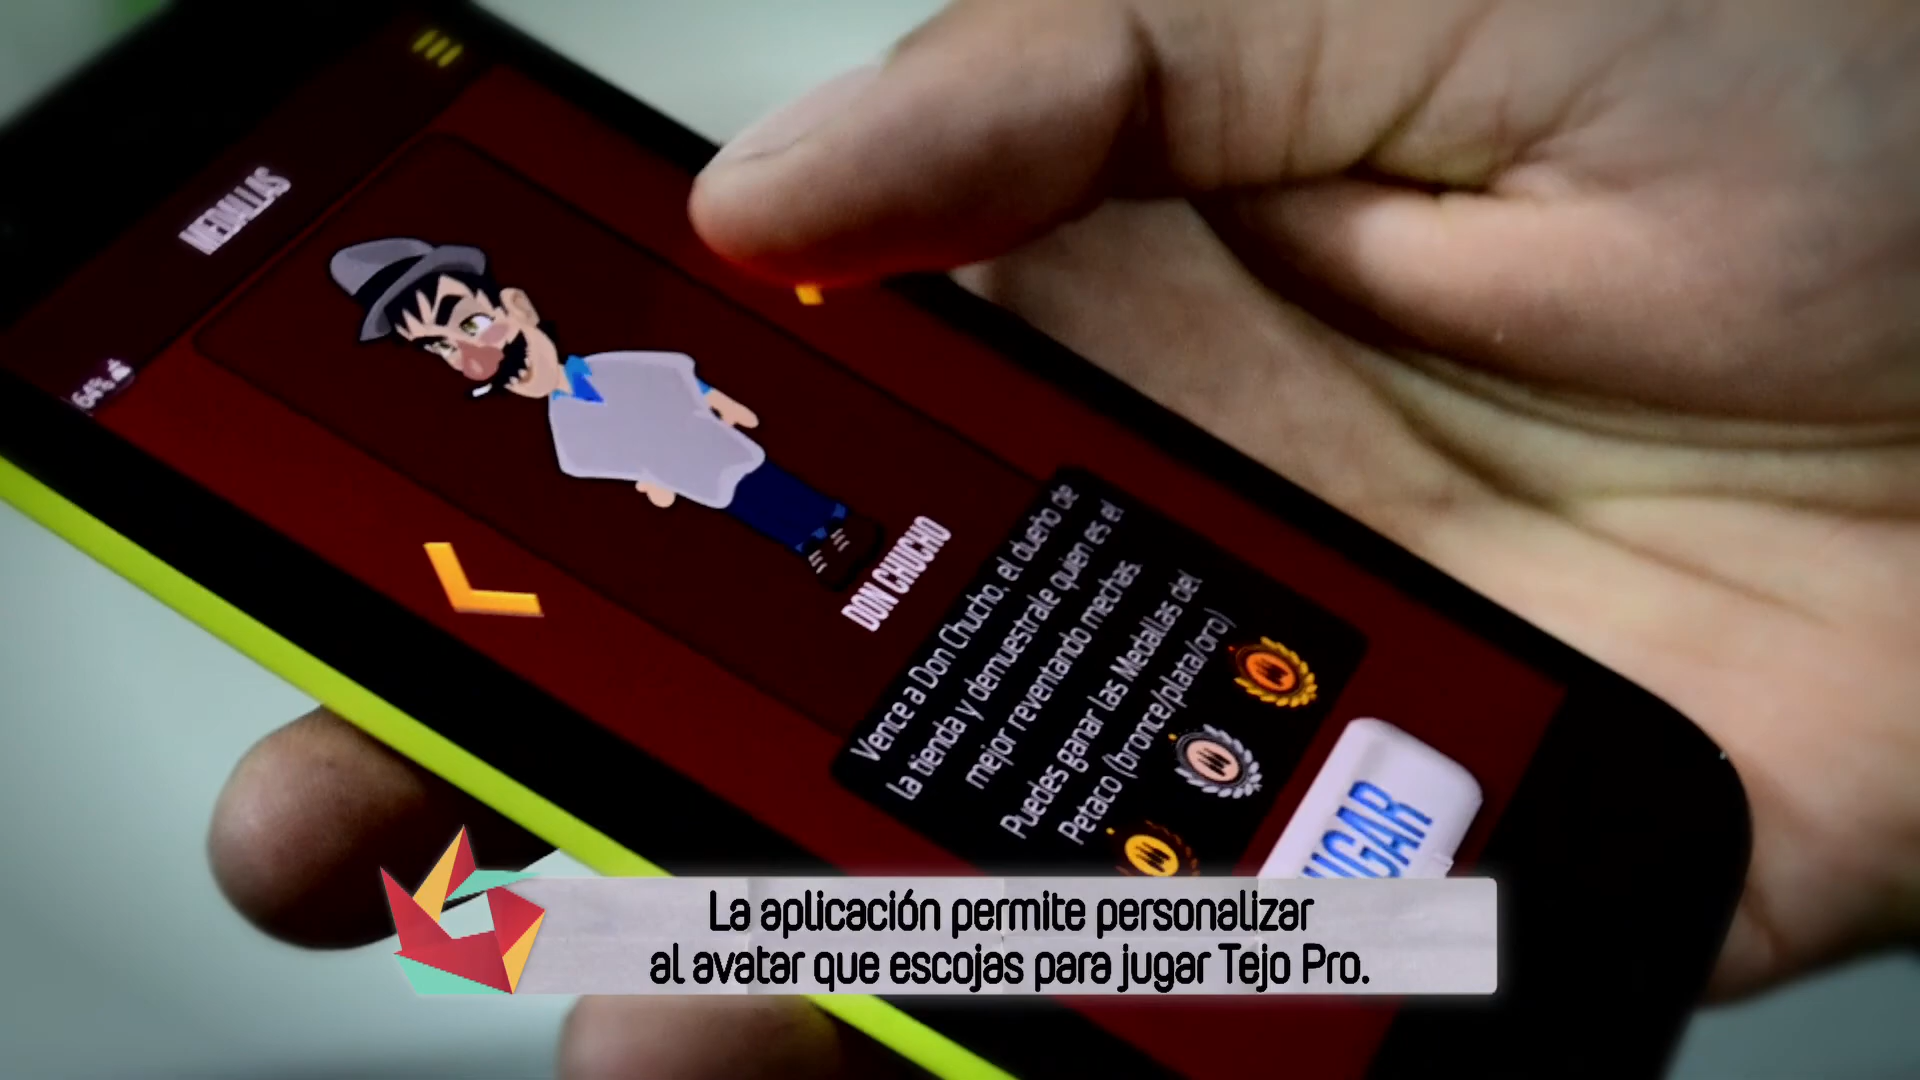 MEDALLAS
64%
DON CHUCHO
Vence a Don Chucho, el dueño de
la tienda y demuestrale quien es el
mejor reventando mechas.
Puedes ganar las Medallas del
Petaco (bronce/plata/oro)
JUGAR
La aplicación permite personalizar
al avatar que escojas para jugar Tejo Pro.